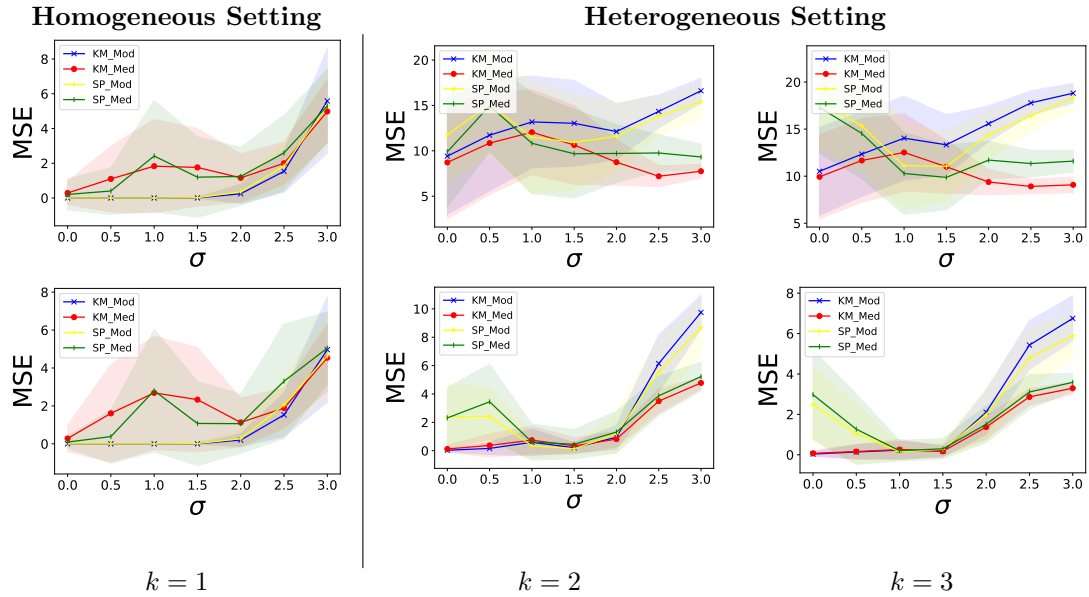 Homogeneous Setting
Heterogeneous Setting
KM_Mod
KM_Med
SP_Mod
SP_Med
MSE
8
6
4
2
0
0.0 0.5 1.0 1.5 2.0 2.5 3.0
σ
KM_Mod
KM_Med
SP_Mod
SP_Med
MSE
20
15
10
5
0.0 0.5 1.0 1.5 2.0 2.5 3.0
σ
KM_Mod
KM_Med
SP_Mod
SP_Med
MSE
20
15
10
5
0.0 0.5 1.0 1.5 2.0 2.5 3.0
σ
KM_Mod
KM_Med
SP_Mod
SP_Med
MSE
8
6
4
2
0
0.0 0.5 1.0 1.5 2.0 2.5 3.0
σ
KM_Mod
KM_Med
SP_Mod
SP_Med
MSE
10
8
6
4
2
0
0.0 0.5 1.0 1.5 2.0 2.5 3.0
σ
KM_Mod
KM_Med
SP_Mod
SP_Med
MSE
8
6
4
2
0
0.0 0.5 1.0 1.5 2.0 2.5 3.0
σ
k = 1
k = 2
k = 3